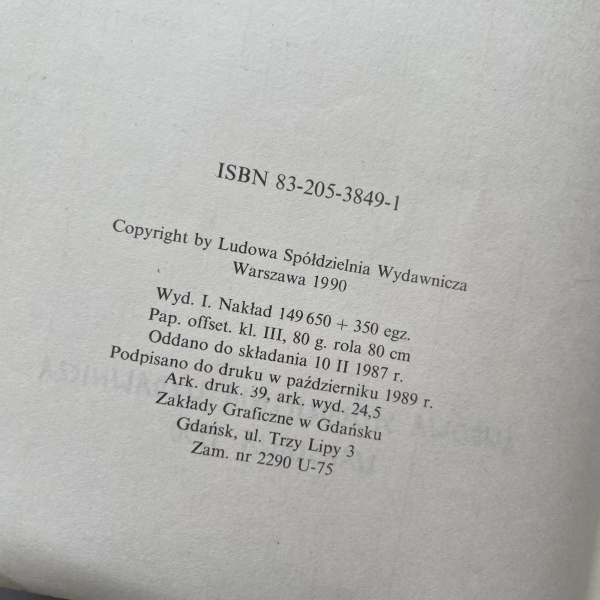 ISBN 83-205-3849-1
Copyright by Ludowa Spółdzielnia Wydawnicza
Warszawa 1990
Wyd. I. Nakład 149 650 + 350 egz.
Pap. offset. kl. III, 80 g. rola 80 cm
Oddano do składania 10 II 1987 r.
Podpisano do druku w październiku 1989 r.
Ark. druk. 39, ark. wyd. 24,5
Zakłady Graficzne w Gdańsku
Gdańsk, ul. Trzy Lipy 3
Zam. nr 2290 U-75